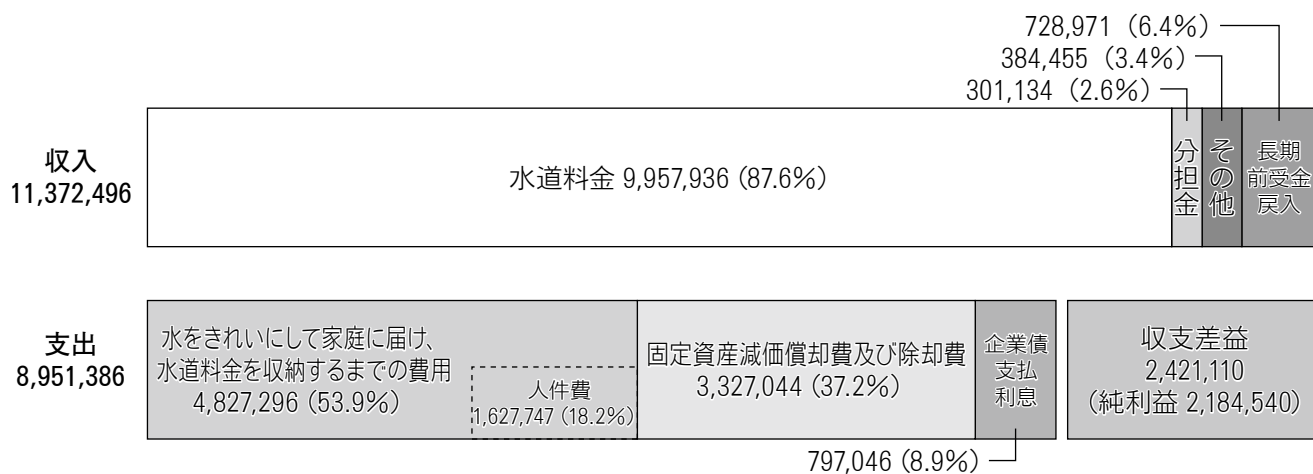 728,971 (6.4%)
384,455 (3.4%)
301,134 (2.6%)
収入
11,372,496
水道料金 9,957,936 (87.6%)
分担金
その他
長期
前受金
戻入
支出
8,951,386
水をきれいにして家庭に届け、
水道料金を収納するまでの費用
4,827,296 (53.9%)
人件費
1,627,747 (18.2%)
固定資産減価償却費及び除却費
3,327,044 (37.2%)
企業債
支払
利息
797,046 (8.9%)
収支差益
2,421,110
(純利益 2,184,540)